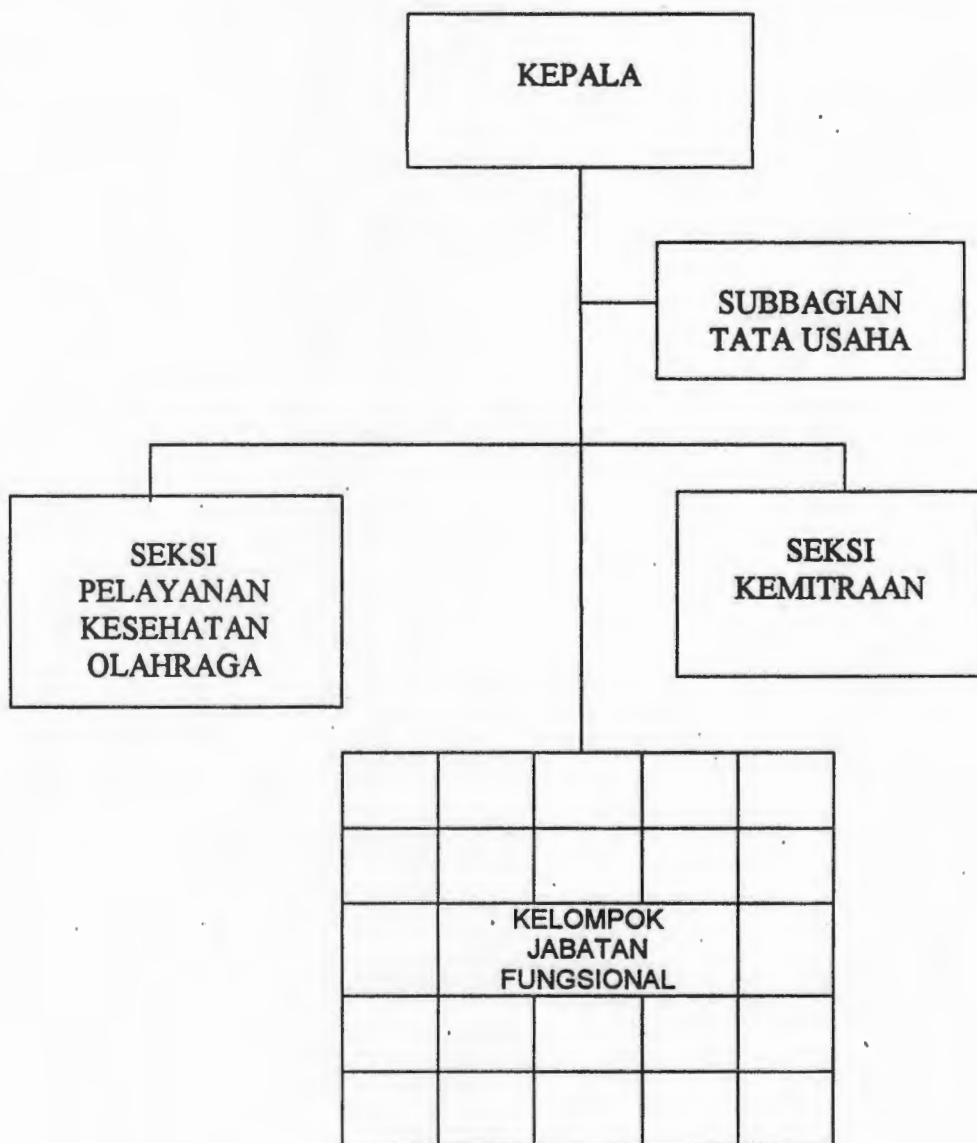 KEPALA
SUBBAGIAN
TATA USAHA
SEKSI
PELAYANAN
KESEHATAN
OLAHRAGA
SEKSI
KEMITRAAN
KELOMPOK
JABATAN
FUNGSIONAL